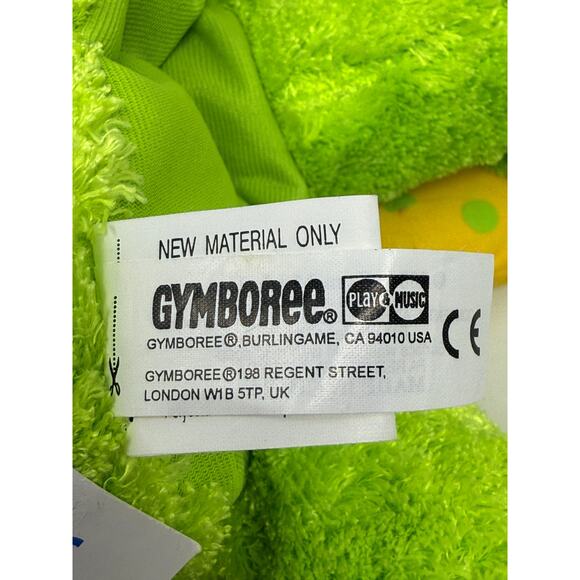 NEW MATERIAL ONLY
GYMBOREE® PLAY & MUSIC
GYMBOREE®,BURLINGAME, CA 94010 USA
CE
GYMBOREE®198 REGENT STREET,
LONDON W1B 5TP, UK